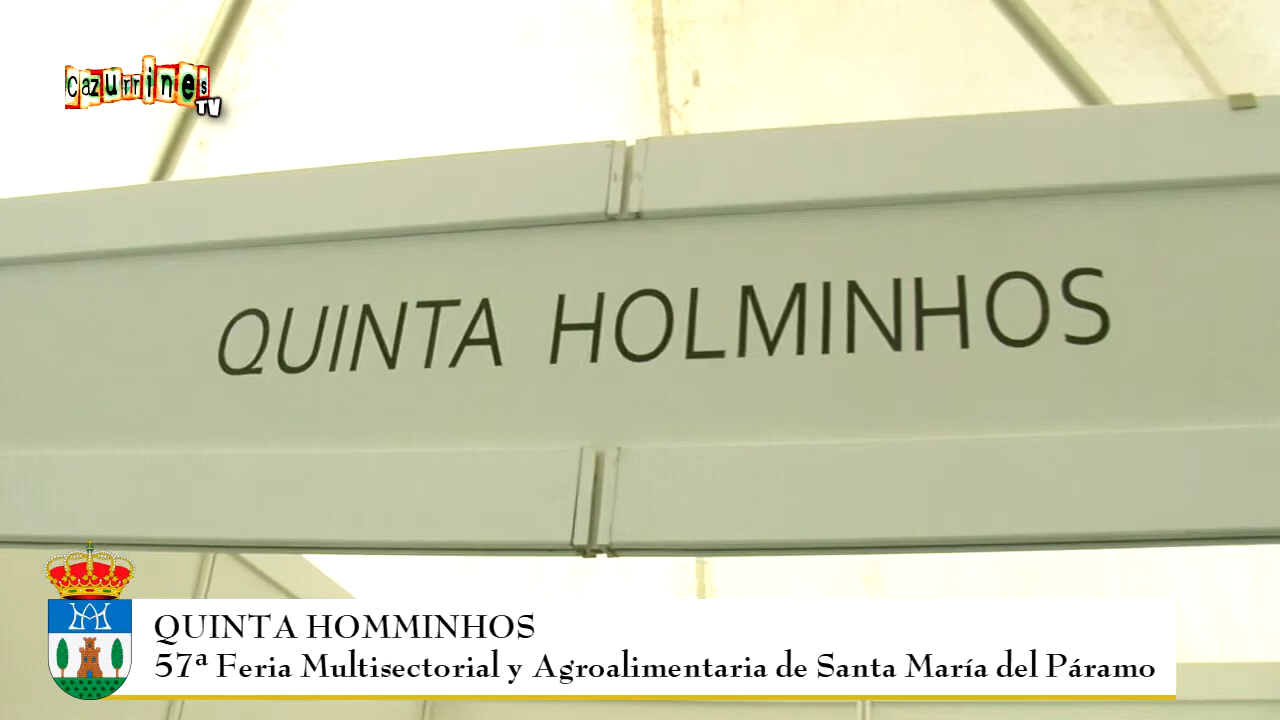 Cazurrines
TV
QUINTA HOLMINHOS
QUINTA HOMMINHOS
57ª Feria Multisectorial y Agroalimentaria de Santa María del Páramo